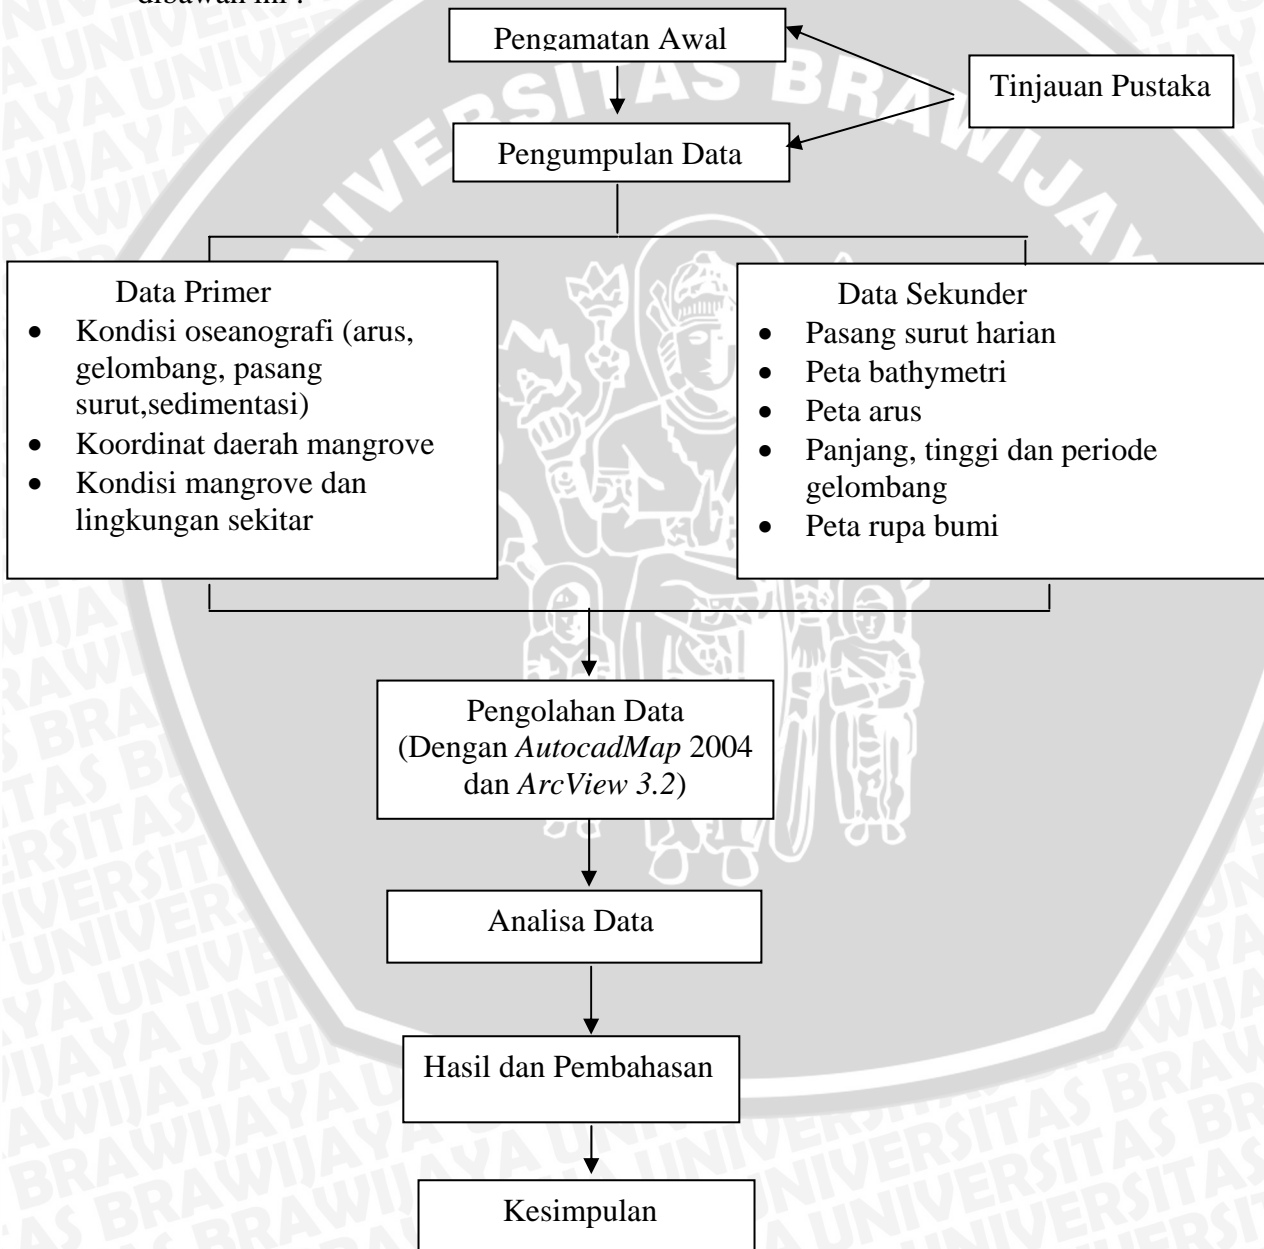 dibawah ini :
Pengamatan Awal
Tinjauan Pustaka
Pengumpulan Data
Data Primer
• Kondisi oseanografi (arus,
gelombang, pasang
surut,sedimentasi)
• Koordinat daerah mangrove
• Kondisi mangrove dan
lingkungan sekitar
Data Sekunder
• Pasang surut harian
• Peta bathymetri
• Peta arus
• Panjang, tinggi dan periode
gelombang
• Peta rupa bumi
Pengolahan Data
(Dengan AutocadMap 2004
dan ArcView 3.2)
Analisa Data
Hasil dan Pembahasan
Kesimpulan